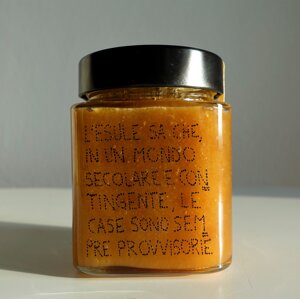 L'ESULE SA CHE,
IN UN MONDO
SECOLARE E CON
TINGENTE, LE
CASE SONO SEM
PRE PROVVISORIE